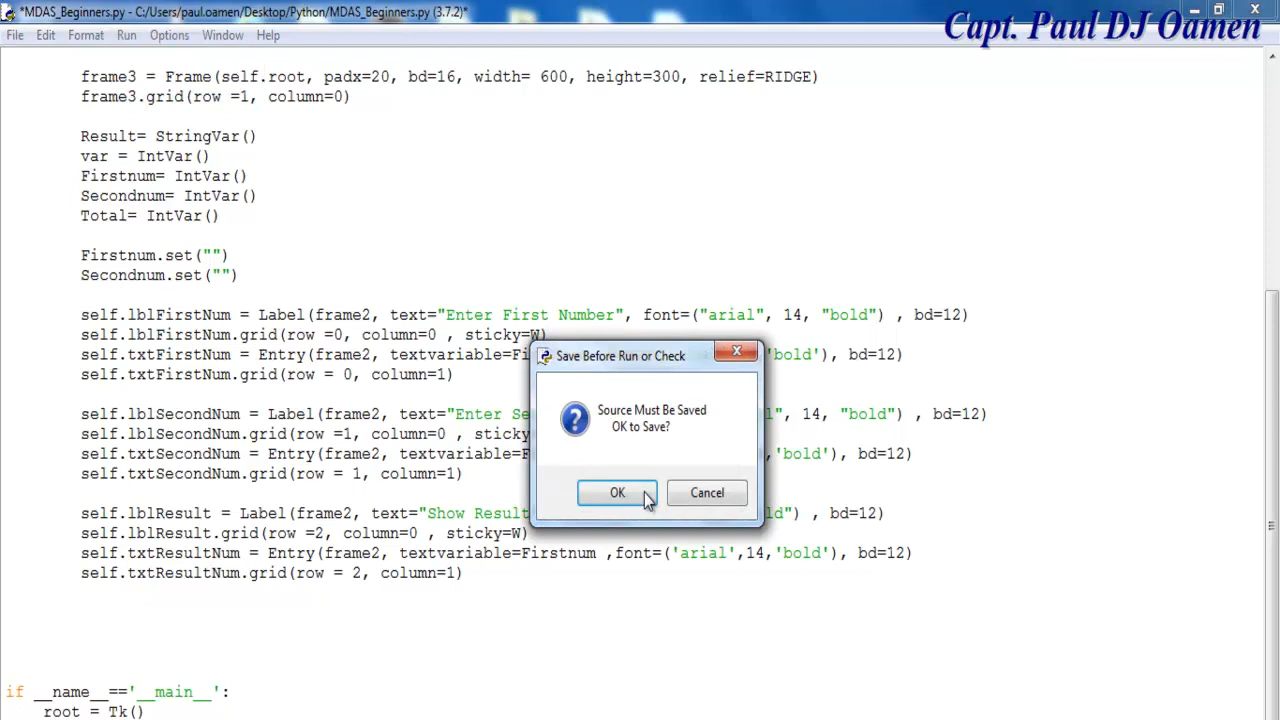 *MDAS_Beginners.py - C:/Users/paul.oamen/Desktop/Python/MDAS_Beginners.py (3.7.2)*
Capt. Paul DJ Oamen
File Edit Format Run Options Window Help
frame3 = Frame(self.root, padx=20, bd=16, width= 600, height=300, relief=RIDGE)
frame3.grid(row =1, column=0)
Result= StringVar()
var = IntVar()
Firstnum= IntVar()
Secondnum= IntVar()
Total= IntVar()
Firstnum.set("")
Secondnum.set("")
self.lblFirstNum = Label(frame2, text="Enter First Number", font=("arial", 14, "bold") , bd=12)
self.lblFirstNum.grid(row =0, column=0 , sticky=W)
self.txtFirstNum = Entry(frame2, textvariable=Fi 'bold'), bd=12)
self.txtFirstNum.grid(row = 0, column=1)
self.lblSecondNum = Label(frame2, text="Enter Se l", 14, "bold") , bd=12)
self.lblSecondNum.grid(row =1, column=0 , stick
self.txtSecondNum = Entry(frame2, textvariable=F 'bold'), bd=12)
self.txtSecondNum.grid(row = 1, column=1)
self.lblResult = Label(frame2, text="Show Result ld") , bd=12)
self.lblResult.grid(row =2, column=0 , sticky=W)
self.txtResultNum = Entry(frame2, textvariable=Firstnum ,font=('arial',14,'bold'), bd=12)
self.txtResultNum.grid(row = 2, column=1)
if __name__=='__main__':
root = Tk()
Save Before Run or Check
Source Must Be Saved
OK to Save?
OK Cancel